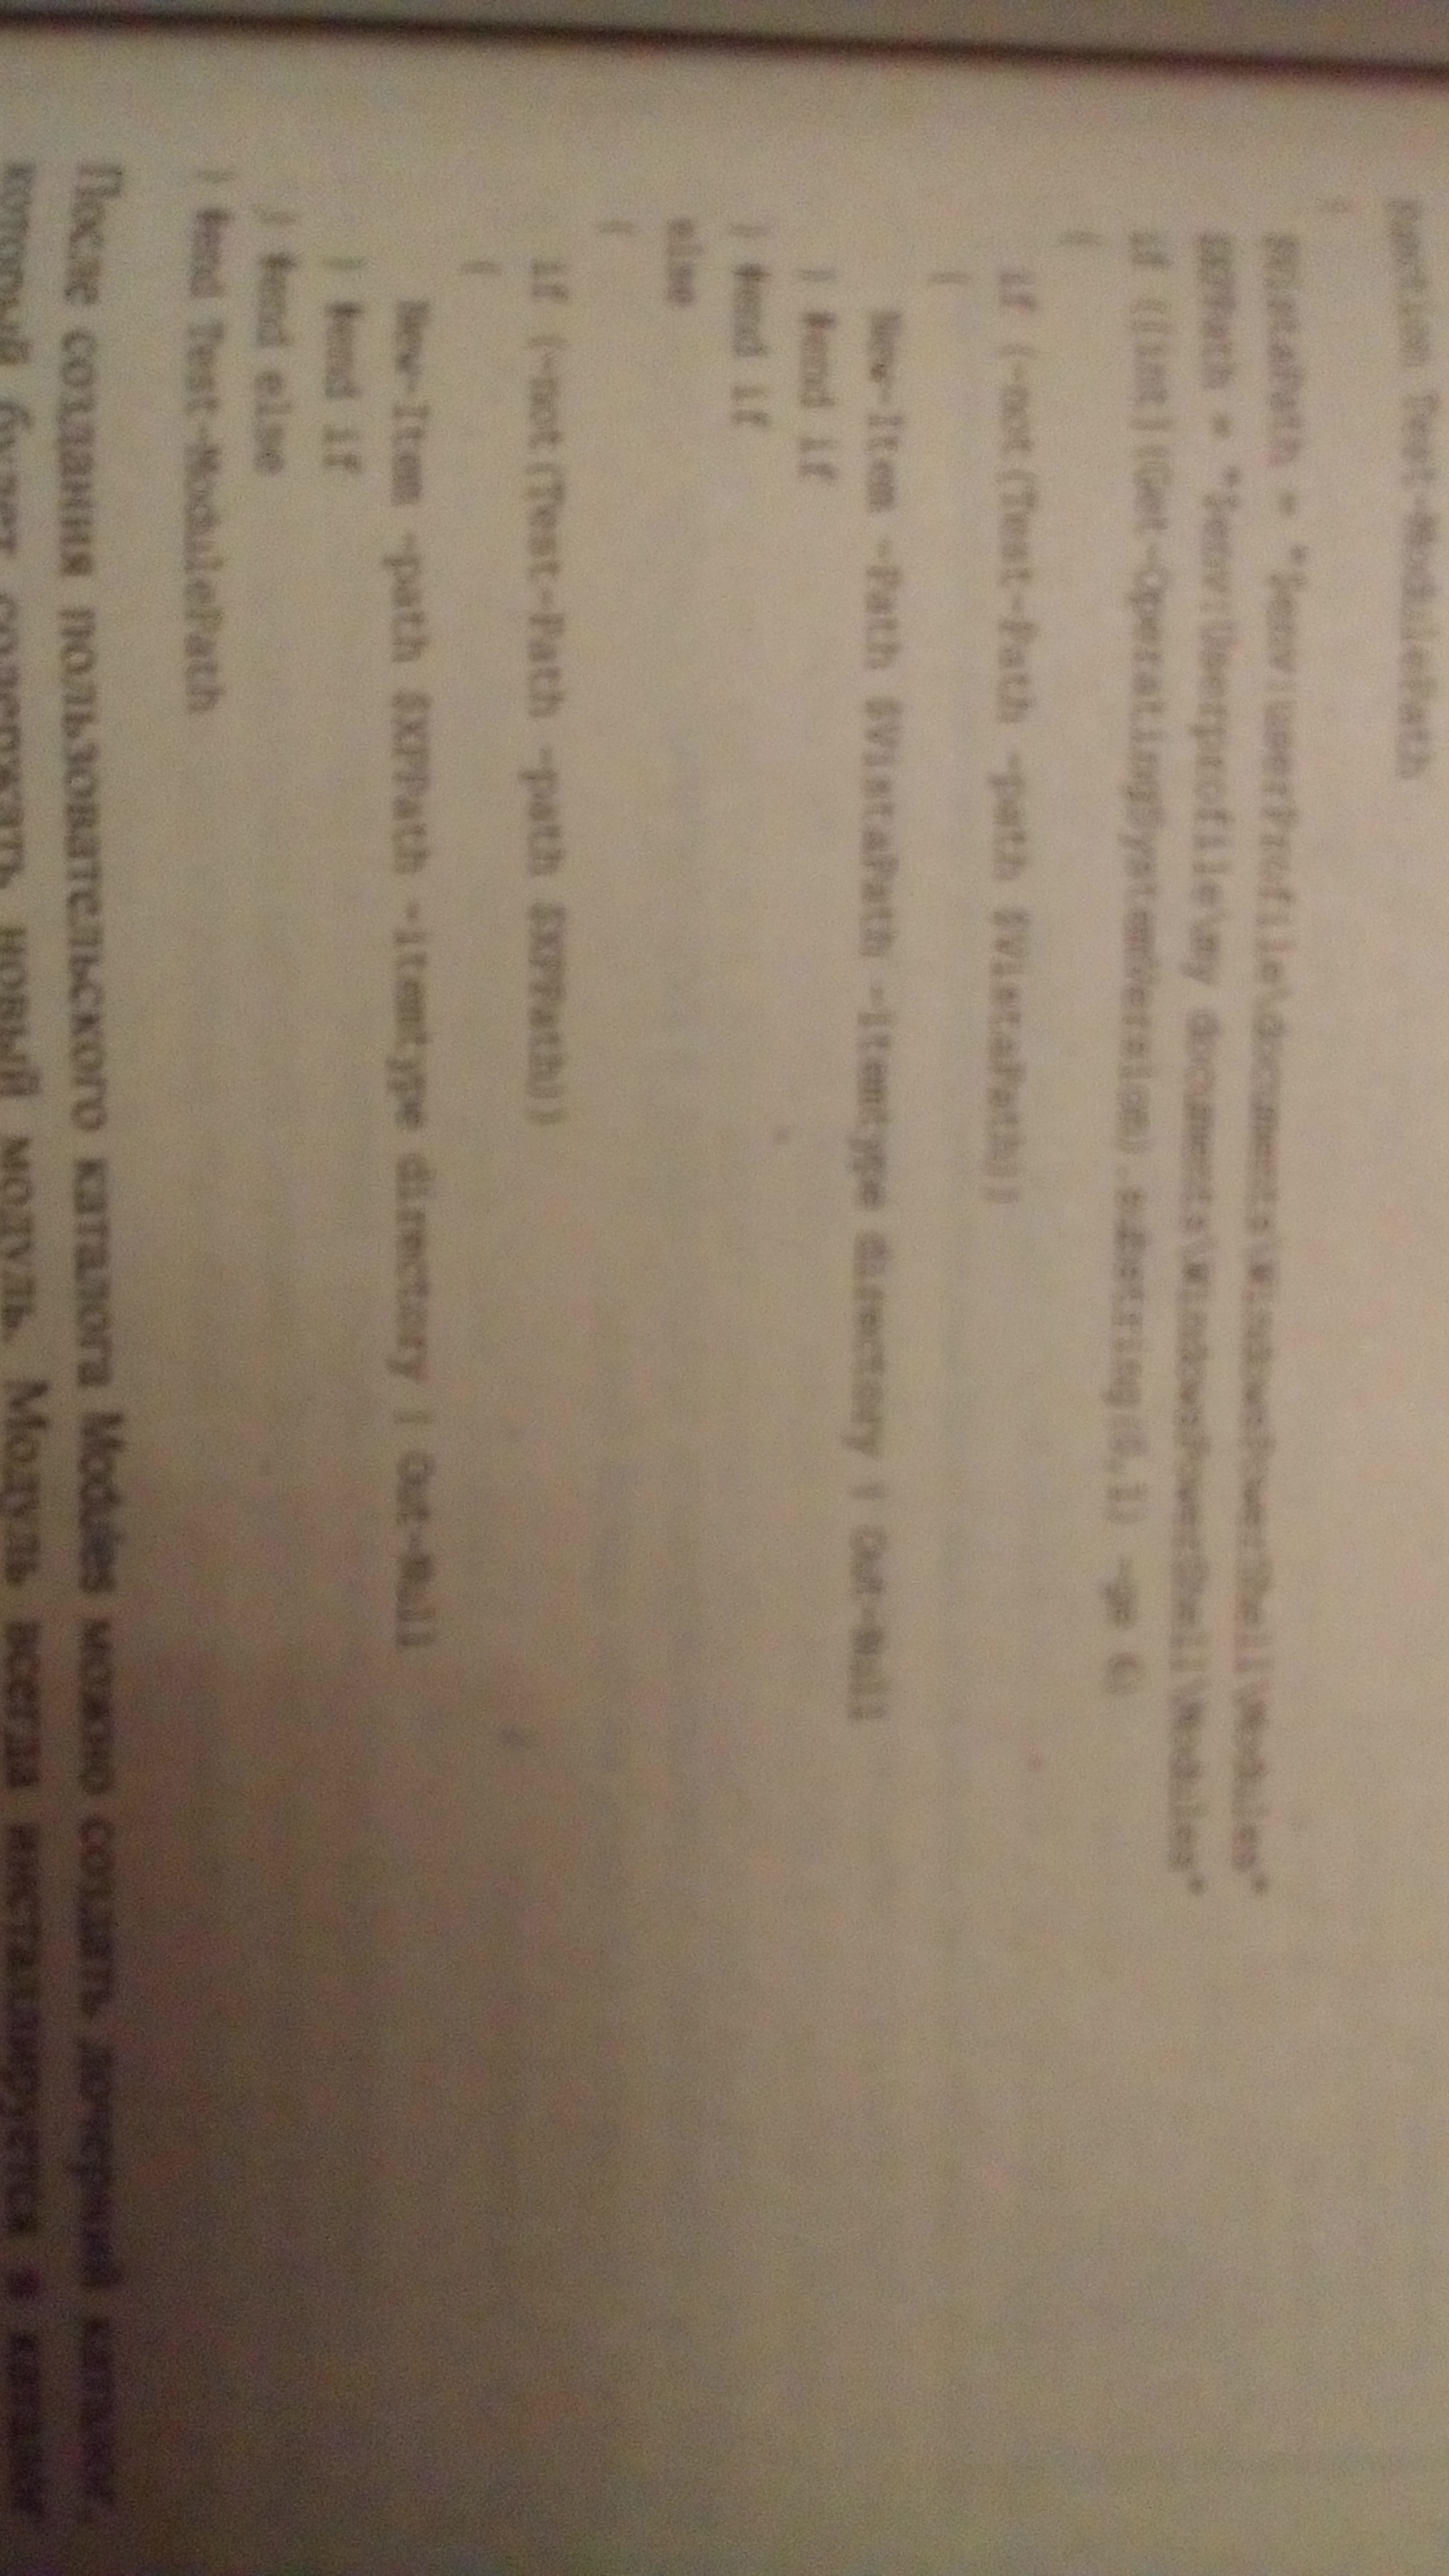 function Test-ModulePath
{
$VistaPath = "$env:userProfile\documents\WindowsPowerShell\Modules"
$XPPath = "$env:Userprofile\my documents\WindowsPowerShell\Modules"
if ([int](Get-OperatingSystemVersion).substring(0,1) -ge 6)
{
if (-not(Test-Path -path $VistaPath))
{
New-Item -Path $VistaPath -itemtype directory | Out-Null
} #end if
} #end if
else
{
if (-not(Test-Path -path $XPPath))
{
New-Item -path $XPPath -itemtype directory | Out-Null
} #end if
} #end else
} #end Test-ModulePath
После создания пользовательского каталога Modules можно создать дочерний каталог,
который будет содержать новый модуль. Модуль всегда инсталлируется в каталог